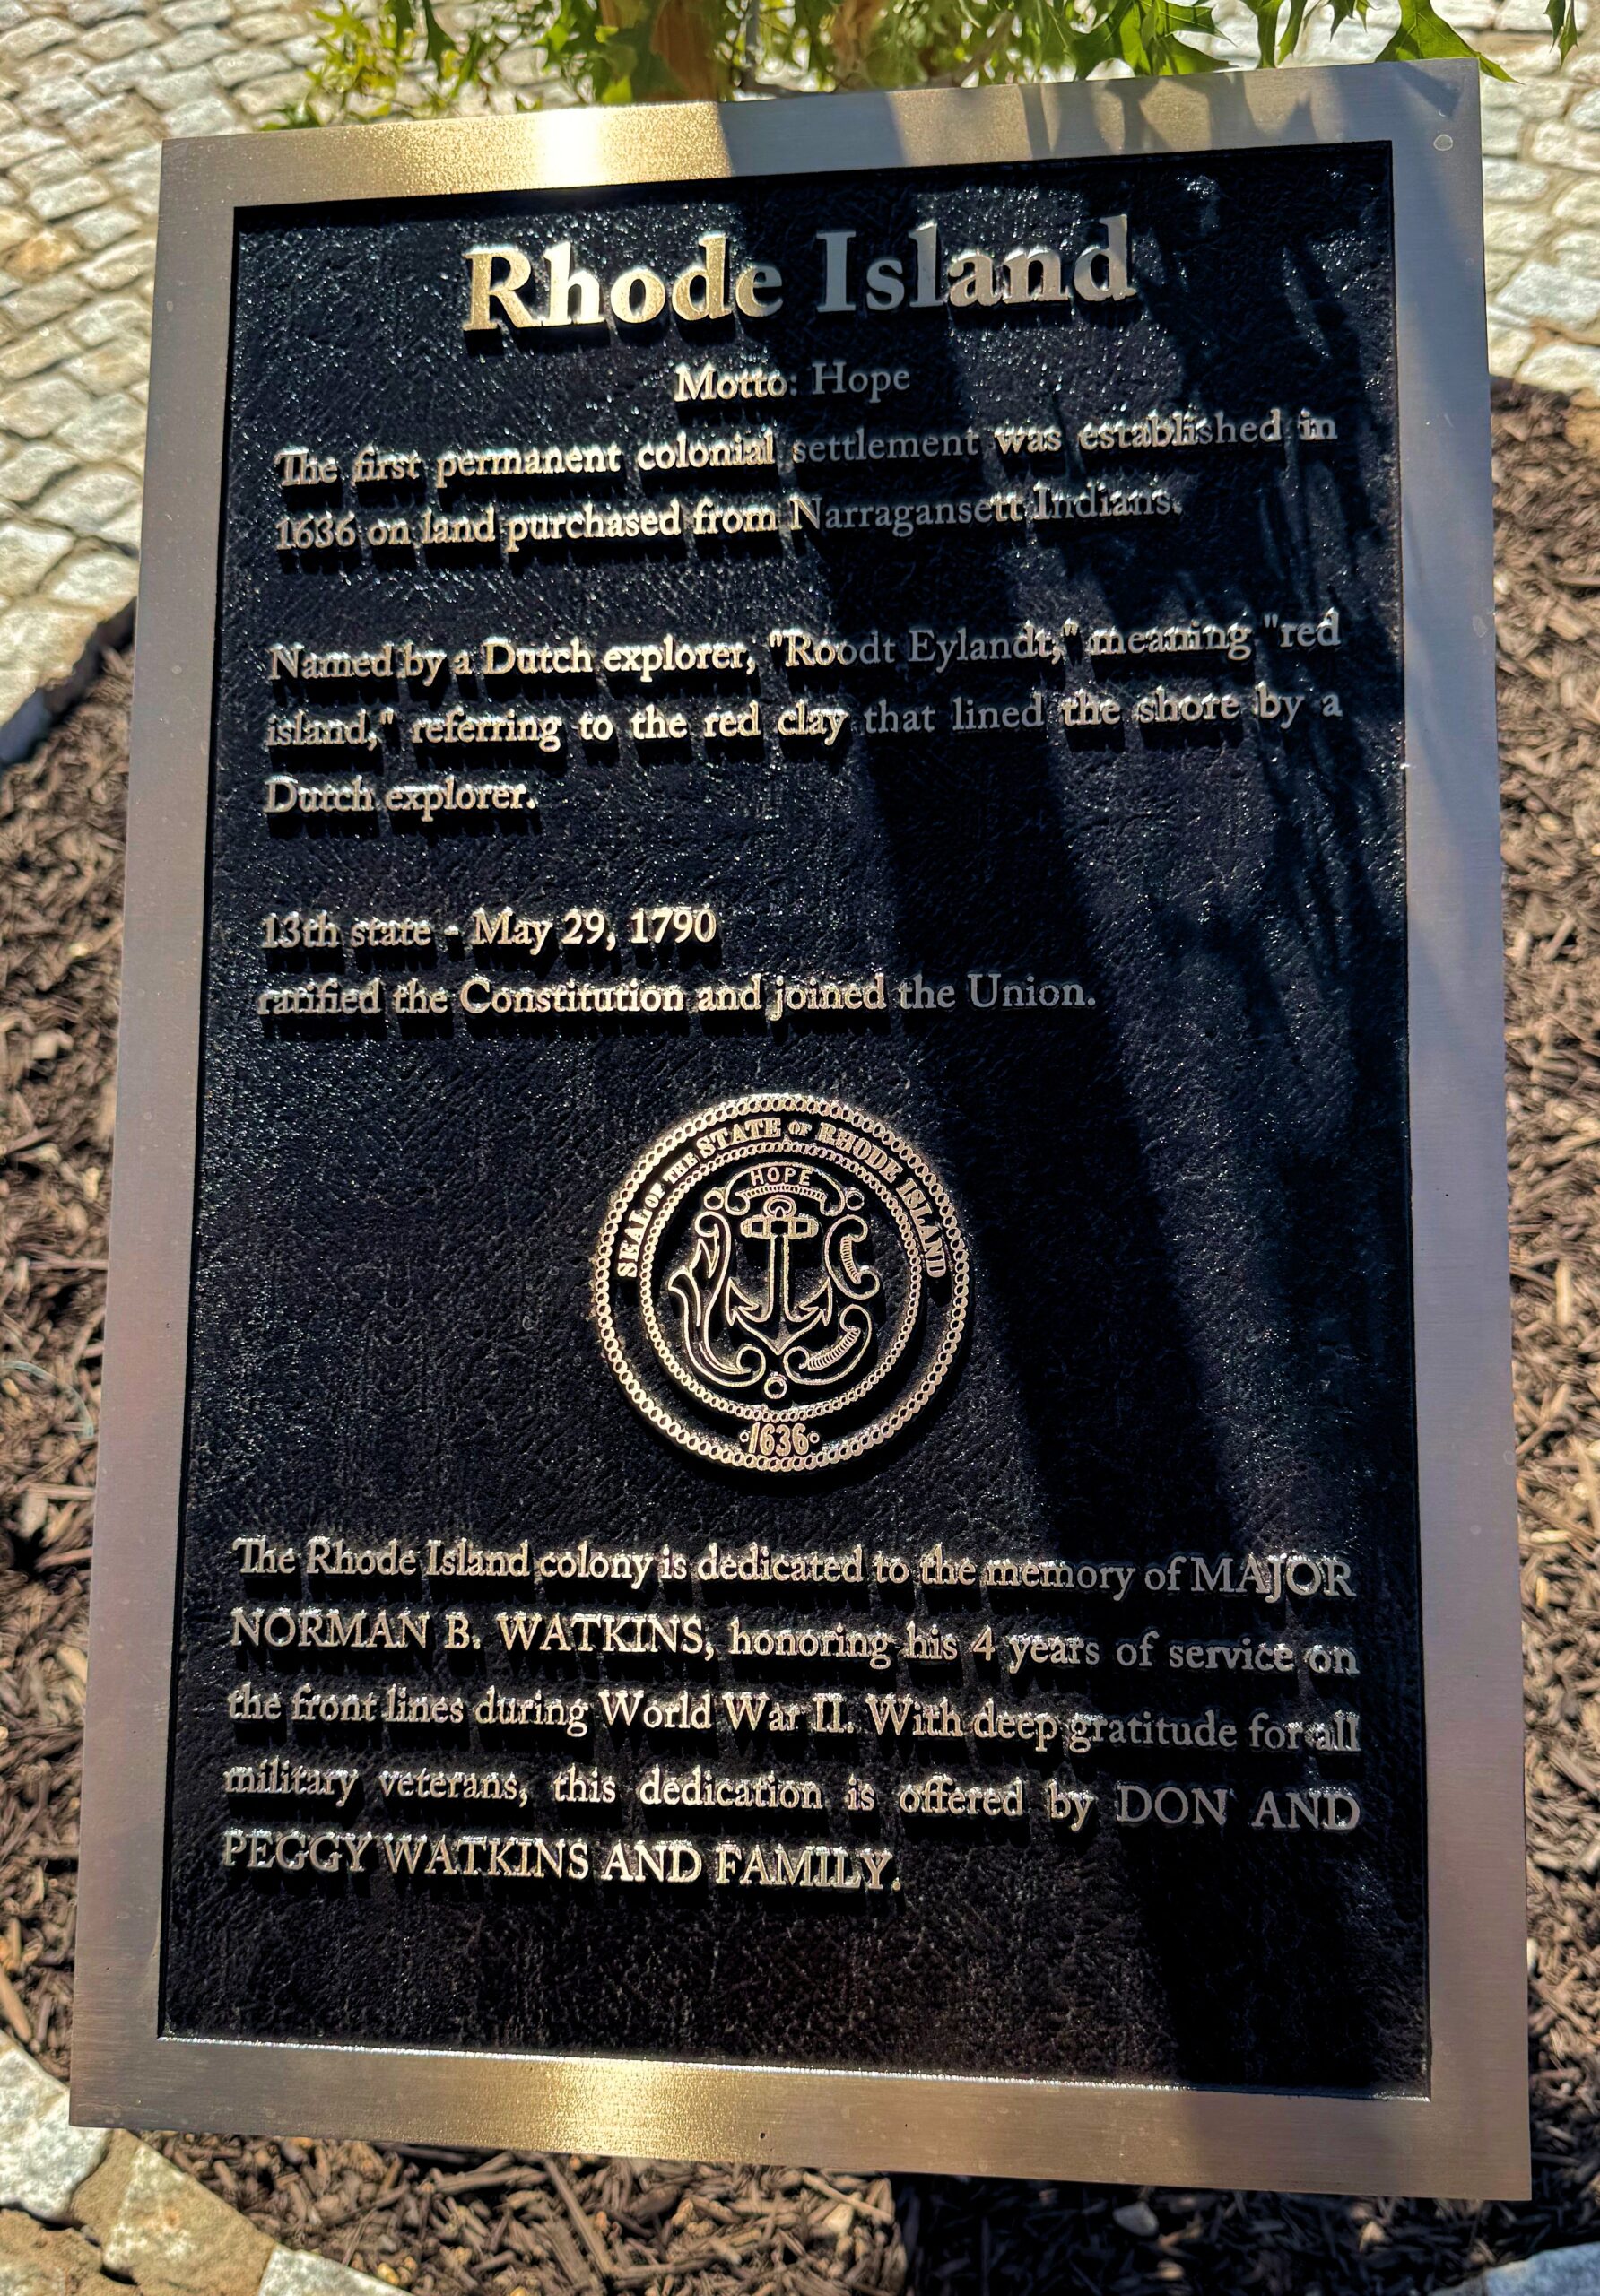 Rhode Island
Motto: Hope
The first permanent colonial settlement was established in
1636 on land purchased from Narragansett Indians.
Named by a Dutch explorer, "Roodt Eylandt," meaning "red
island," referring to the red clay that lined the shore by a
Dutch explorer.
13th state - May 29, 1790
ratified the Constitution and joined the Union.
SEAL OF THE STATE OF RHODE ISLAND
HOPE
1636
The Rhode Island colony is dedicated to the memory of MAJOR
NORMAN B. WATKINS, honoring his 4 years of service on
the front lines during World War II. With deep gratitude for all
military veterans, this dedication is offered by DON AND
PEGGY WATKINS AND FAMILY.